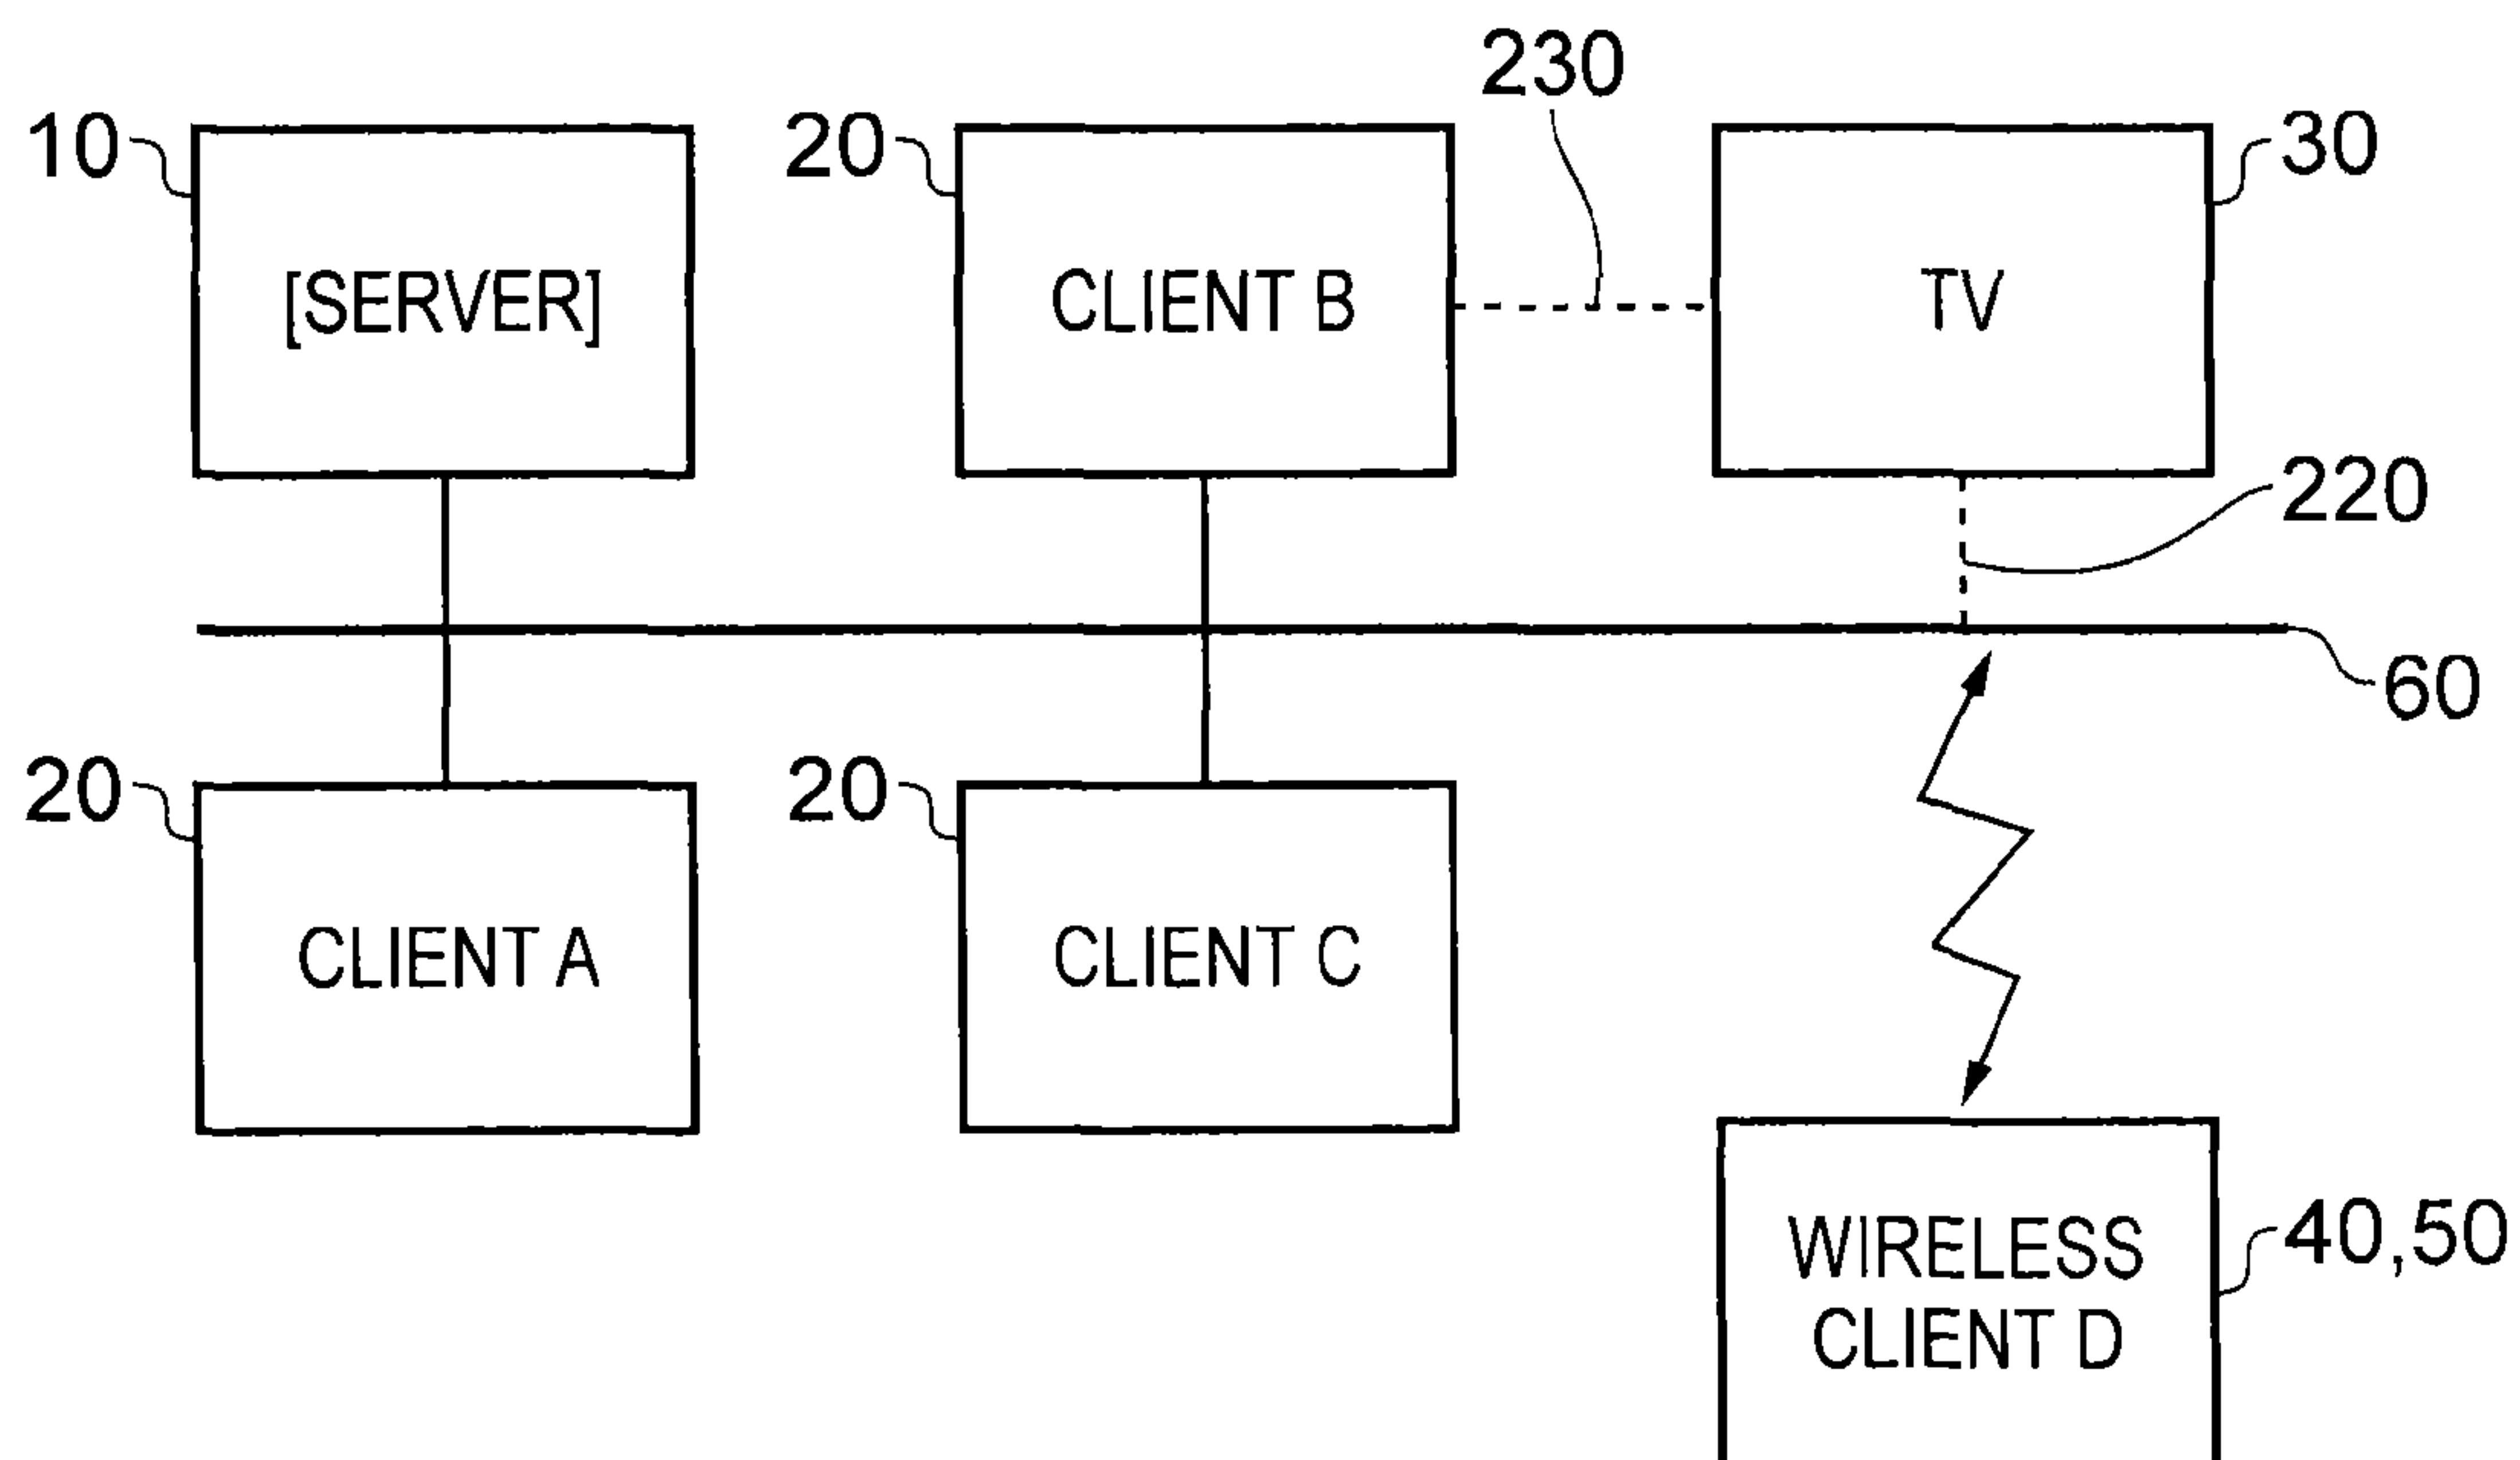 230
10
20
30
[SERVER]
CLIENT B
TV
220
60
20
20
CLIENT A
CLIENT C
40,50
WIRELESS
CLIENT D